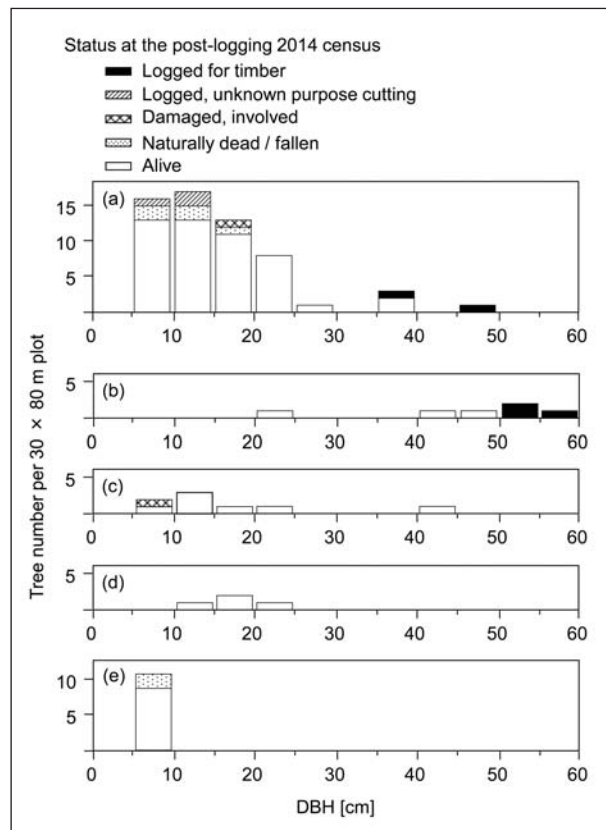 Status at the post-logging 2014 census
Logged for timber
Logged, unknown purpose cutting
Damaged, involved
Naturally dead / fallen
Alive
(a)
15
10
5
0 10 20 30 40 50 60
(b)
5
0 10 20 30 40 50 60
(c)
5
0 10 20 30 40 50 60
(d)
5
0 10 20 30 40 50 60
(e)
10
5
0 10 20 30 40 50 60
Tree number per 30 × 80 m plot
DBH [cm]